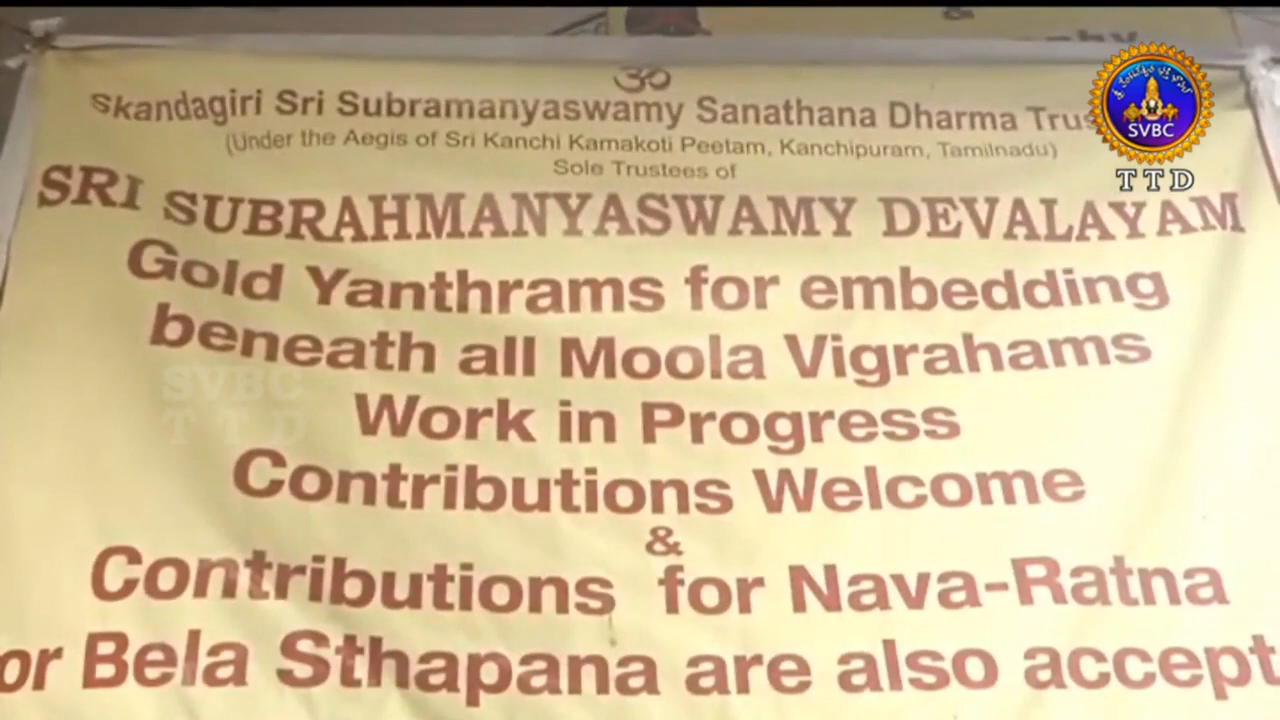 ॐ
Skandagiri Sri Subramanyaswamy Sanathana Dharma Trus
(Under the Aegis of Sri Kanchi Kamakoti Peetam, Kanchipuram, Tamilnadu)
Sole Trustees of
SRI SUBRAHMANYASWAMY DEVALAYAM
Gold Yanthrams for embedding
beneath all Moola Vigrahams
Work in Progress
Contributions Welcome
&
Contributions for Nava-Ratna
or Bela Sthapana are also accept
SVBC
TTD
SVBC
TTD